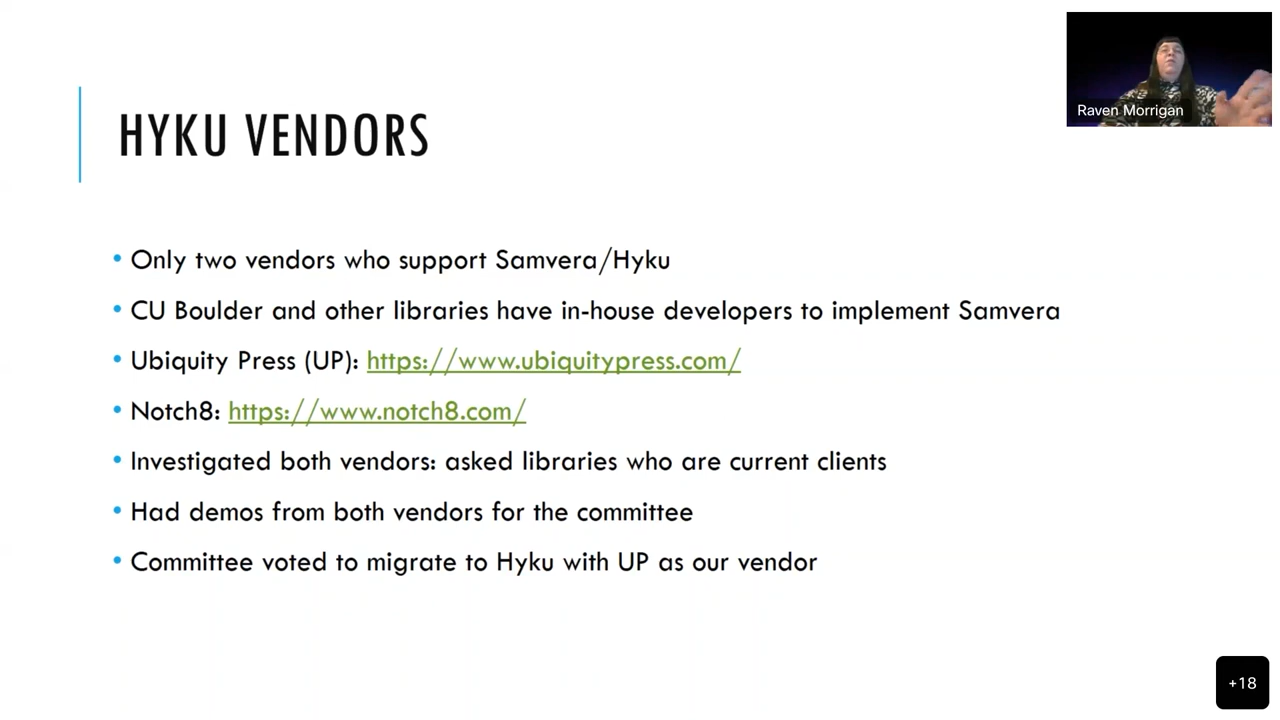 Raven Morrigan
HYKU VENDORS
• Only two vendors who support Samvera/Hyku
• CU Boulder and other libraries have in-house developers to implement Samvera
• Ubiquity Press (UP): https://www.ubiquitypress.com/
• Notch8: https://www.notch8.com/
• Investigated both vendors: asked libraries who are current clients
• Had demos from both vendors for the committee
• Committee voted to migrate to Hyku with UP as our vendor
+18